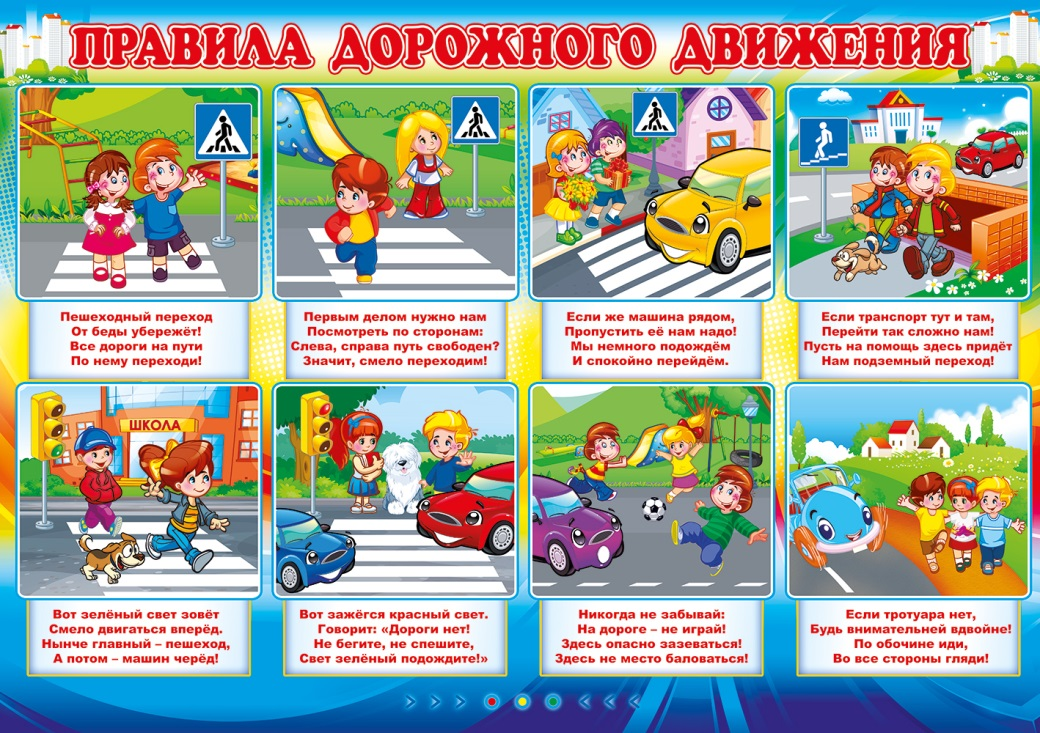 ПРАВИЛА ДОРОЖНОГО ДВИЖЕНИЯ
Пешеходный переход
От беды убережёт!
Все дороги на пути
По нему переходи!
Первым делом нужно нам
Посмотреть по сторонам:
Слева, справа путь свободен?
Значит, смело переходим!
Если же машина рядом,
Пропустить её нам надо!
Мы немного подождём
И спокойно перейдём.
Если транспорт тут и там,
Перейти так сложно нам!
Пусть на помощь здесь придёт
Нам подземный переход!
ШКОЛА
Вот зелёный свет зовёт
Смело двигаться вперёд.
Нынче главный – пешеход,
А потом – машин черёд!
Вот зажёгся красный свет.
Говорит: «Дороги нет!
Не бегите, не спешите,
Свет зелёный подождите!»
Никогда не забывай:
На дороге – не играй!
Здесь опасно зазеваться!
Здесь не место баловаться!
Если тротуара нет,
Будь внимательней вдвойне!
По обочине иди,
Во все стороны гляди!